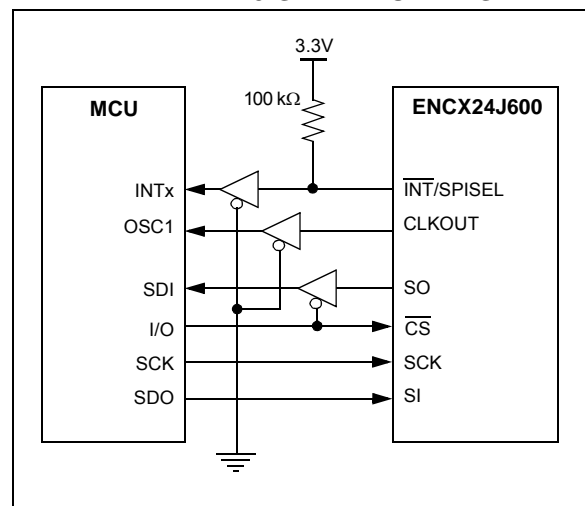 3.3V
100 kΩ
MCU
ENCX24J600
INTx
INT/SPISEL
OSC1
CLKOUT
SDI
SO
I/O
CS
SCK
SCK
SDO
SI